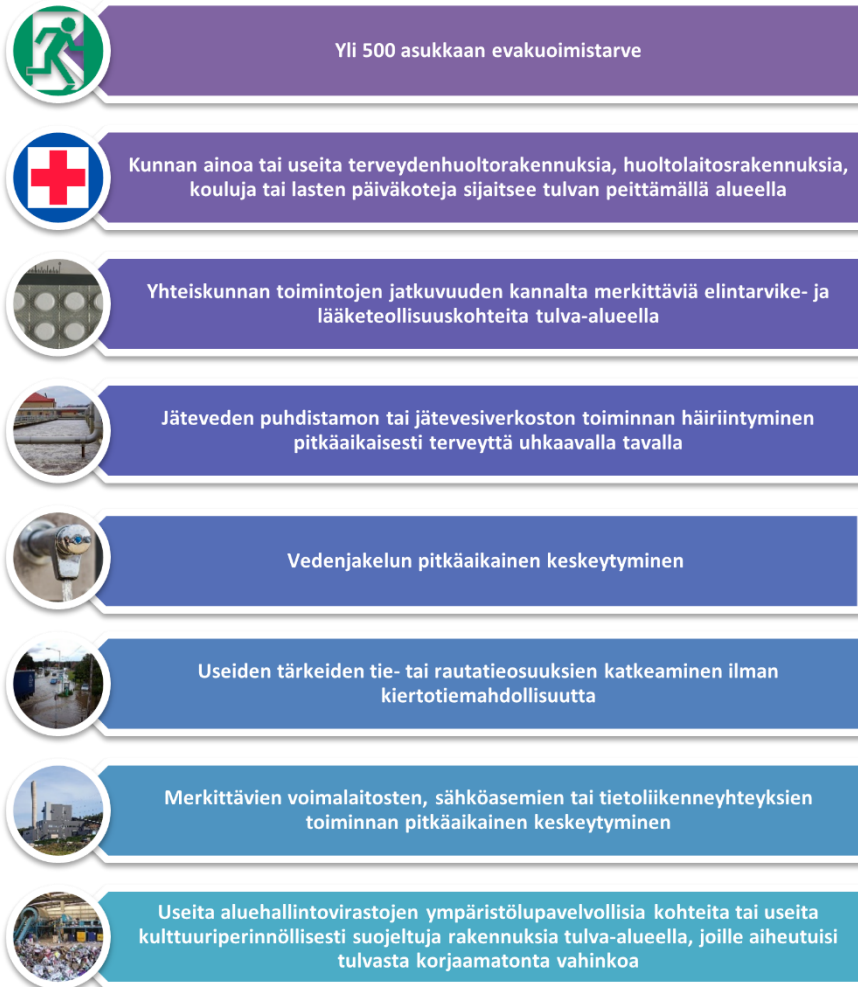 Yli 500 asukkaan evakuoimistarve
Kunnan ainoa tai useita terveydenhuoltorakennuksia, huoltolaitosrakennuksia,
kouluja tai lasten päiväkoteja sijaitsee tulvan peittämällä alueella
Yhteiskunnan toimintojen jatkuvuuden kannalta merkittäviä elintarvike- ja
lääketeollisuuskohteita tulva-alueella
Jäteveden puhdistamon tai jätevesiverkoston toiminnan häiriintyminen
pitkäaikaisesti terveyttä uhkaavalla tavalla
Vedenjakelun pitkäaikainen keskeytyminen
Useiden tärkeiden tie- tai rautatieosuuksien katkeaminen ilman
kiertotiemahdollisuutta
Merkittävien voimalaitosten, sähköasemien tai tietoliikenneyhteyksien
toiminnan pitkäaikainen keskeytyminen
Useita aluehallintovirastojen ympäristölupavelvollisia kohteita tai useita
kulttuuriperinnöllisesti suojeltuja rakennuksia tulva-alueella, joille aiheutuisi
tulvasta korjaamatonta vahinkoa